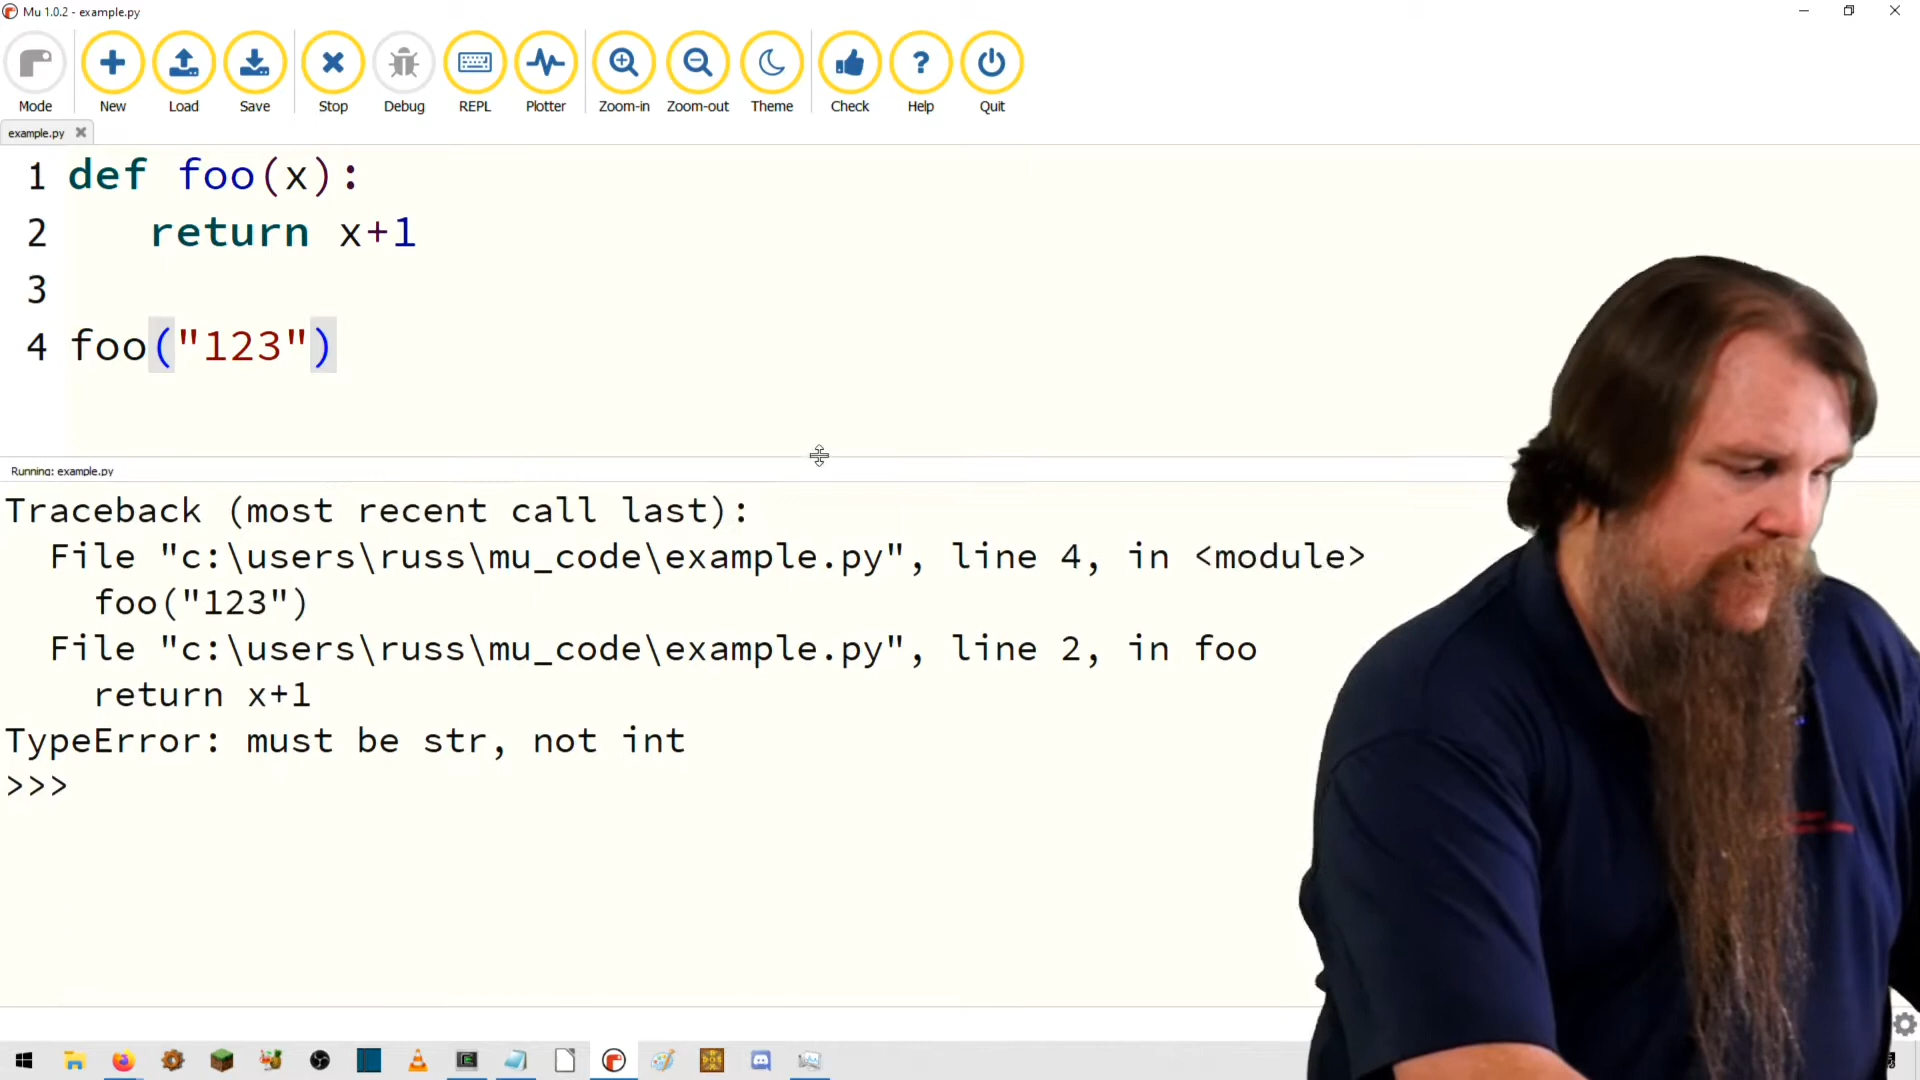 Mu 1.0.2 - example.py
Mode New Load Save Stop Debug REPL Plotter Zoom-in Zoom-out Theme Check Help Quit
example.py
1 def foo(x):
2 return x+1
3
4 foo("123")
Running: example.py
Traceback (most recent call last):
File "c:\users\russ\mu_code\example.py", line 4, in <module>
foo("123")
File "c:\users\russ\mu_code\example.py", line 2, in foo
return x+1
TypeError: must be str, not int
>>>